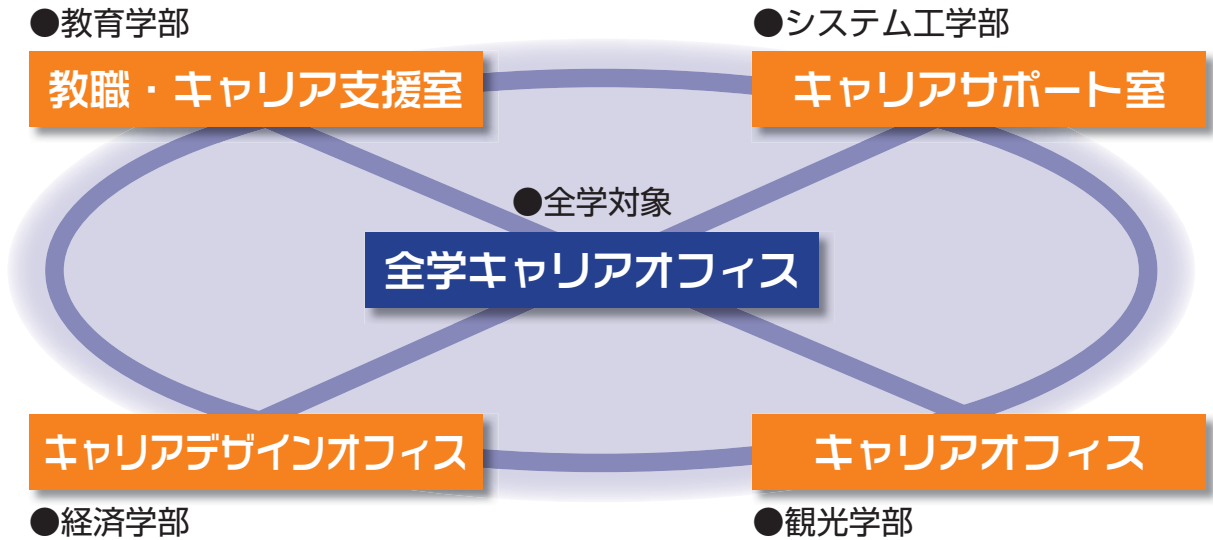 ●教育学部
教職・キャリア支援室
●システム工学部
キャリアサポート室
●全学対象
全学キャリアオフィス
キャリアデザインオフィス
●経済学部
キャリアオフィス
●観光学部